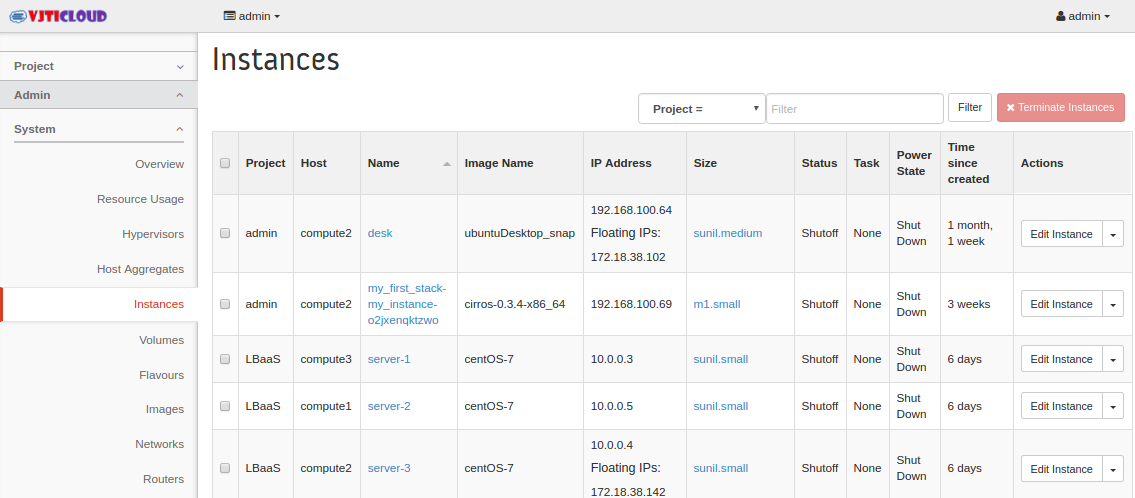 VJTICLOUD
admin
admin
Project
Admin
System
Overview
Resource Usage
Hypervisors
Host Aggregates
Instances
Volumes
Flavours
Images
Networks
Routers
Instances
Project =
Filter
Filter
Terminate Instances
Project Host Name Image Name IP Address Size Status Task Power State Time since created Actions
admin compute2 desk ubuntuDesktop_snap 192.168.100.64 Floating IPs: 172.18.38.102 sunil.medium Shutoff None Shut Down 1 month, 1 week Edit Instance
admin compute2 my_first_stack-my_instance-o2jxenqktzwo cirros-0.3.4-x86_64 192.168.100.69 m1.small Shutoff None Shut Down 3 weeks Edit Instance
LBaaS compute3 server-1 centOS-7 10.0.0.3 sunil.small Shutoff None Shut Down 6 days Edit Instance
LBaaS compute1 server-2 centOS-7 10.0.0.5 sunil.small Shutoff None Shut Down 6 days Edit Instance
LBaaS compute2 server-3 centOS-7 10.0.0.4 Floating IPs: 172.18.38.142 sunil.small Shutoff None Shut Down 6 days Edit Instance